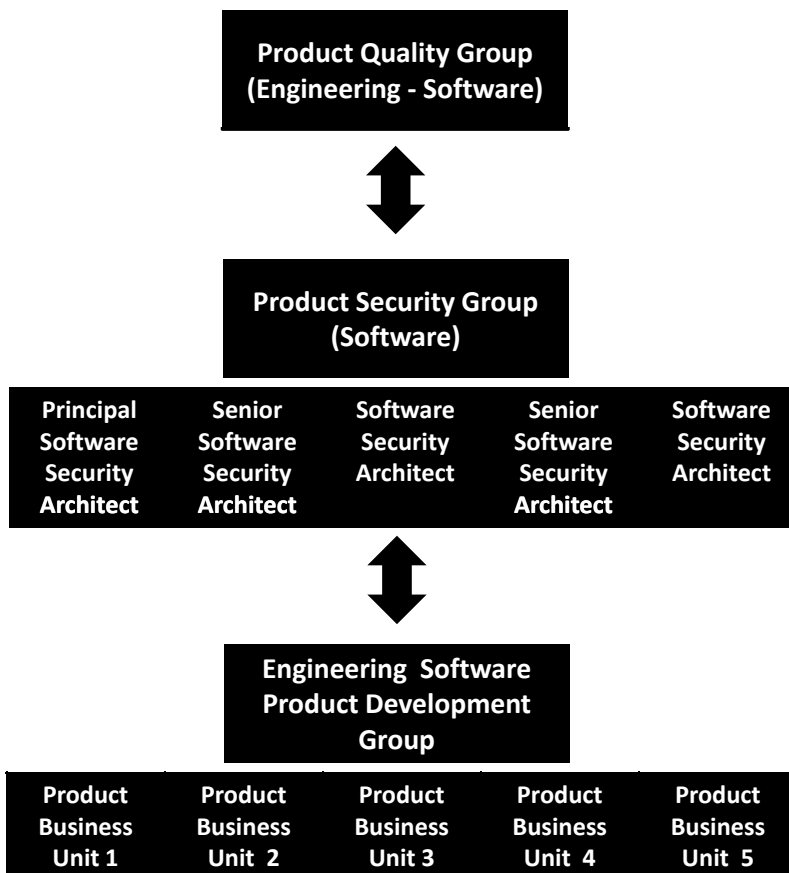 Product Quality Group
(Engineering - Software)
Product Security Group
(Software)
Principal
Software
Security
Architect
Senior
Software
Security
Architect
Software
Security
Architect
Senior
Software
Security
Architect
Software
Security
Architect
Engineering Software
Product Development
Group
Product
Business
Unit 1
Product
Business
Unit 2
Product
Business
Unit 3
Product
Business
Unit 4
Product
Business
Unit 5